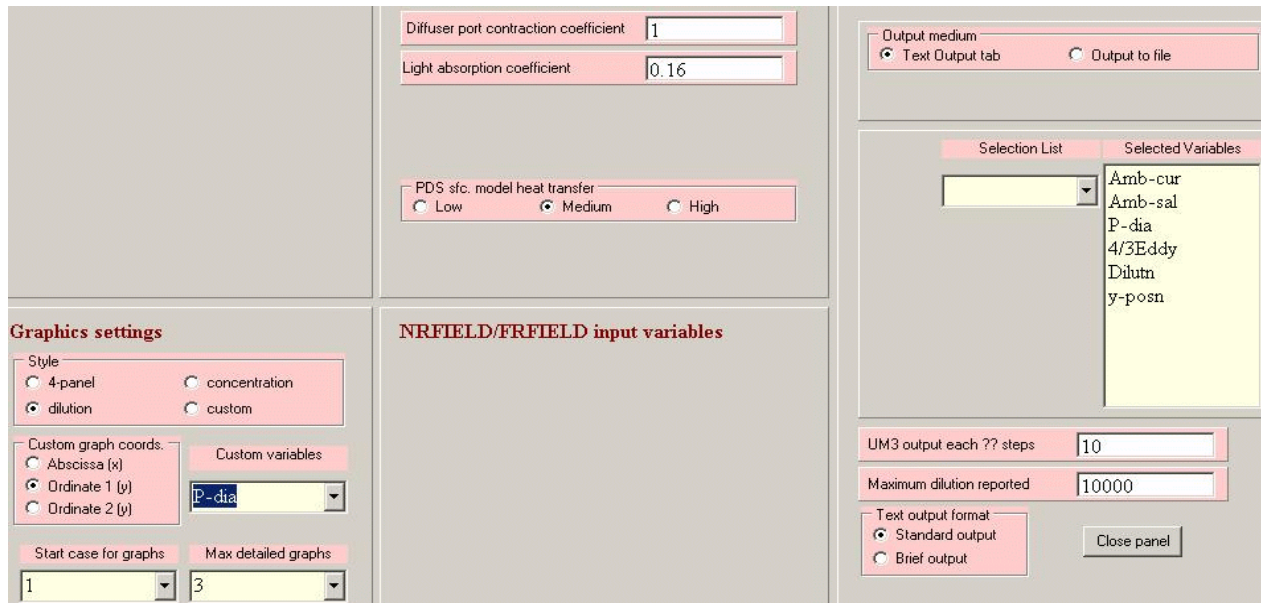 Diffuser port contraction coefficient 1
Light absorption coefficient 0.16
PDS sfc. model heat transfer
Low Medium High
Output medium
Text Output tab Output to file
Selection List Selected Variables
Amb-cur
Amb-sal
P-dia
4/3Eddy
Dilutn
y-posn
Graphics settings
Style
4-panel concentration
dilution custom
Custom graph coords.
Abscissa (x)
Ordinate 1 (y)
Ordinate 2 (y)
Custom variables
P-dia
Start case for graphs Max detailed graphs
1 3
NRFIELD/FRFIELD input variables
UM3 output each ?? steps 10
Maximum dilution reported 10000
Text output format
Standard output
Brief output
Close panel